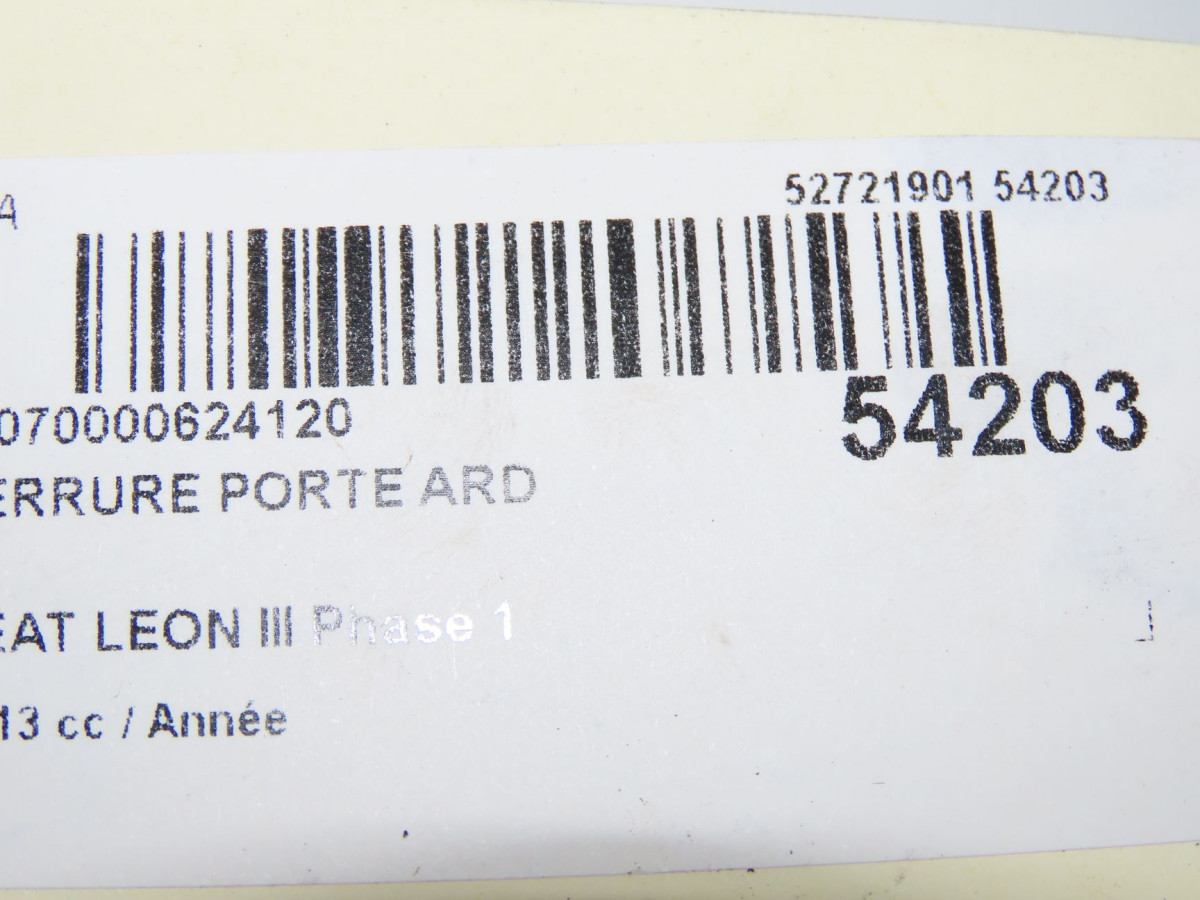 A
52721901 54203
070000624120
54203
ERRURE PORTE ARD
EAT LEON III Phase 1
13 cc / Année